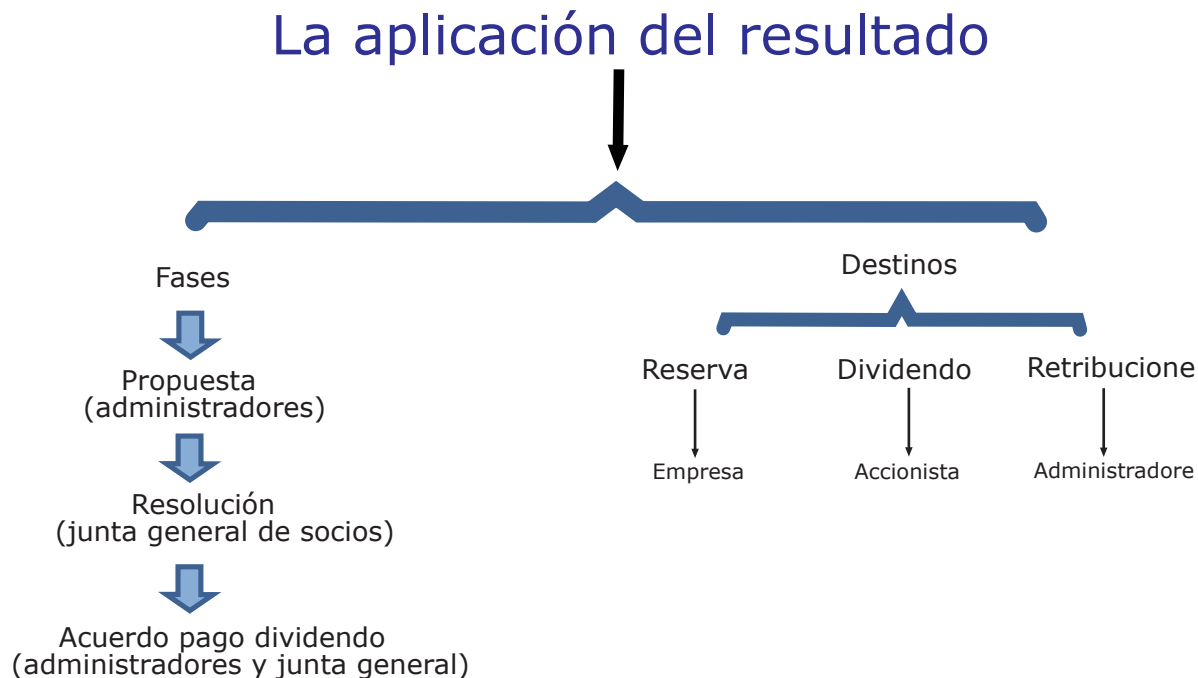 La aplicación del resultado
Fases
Propuesta
(administradores)
Resolución
(junta general de socios)
Acuerdo pago dividendo
(administradores y junta general)
Destinos
Reserva
Dividendo
Retribucione
Empresa
Accionista
Administradore